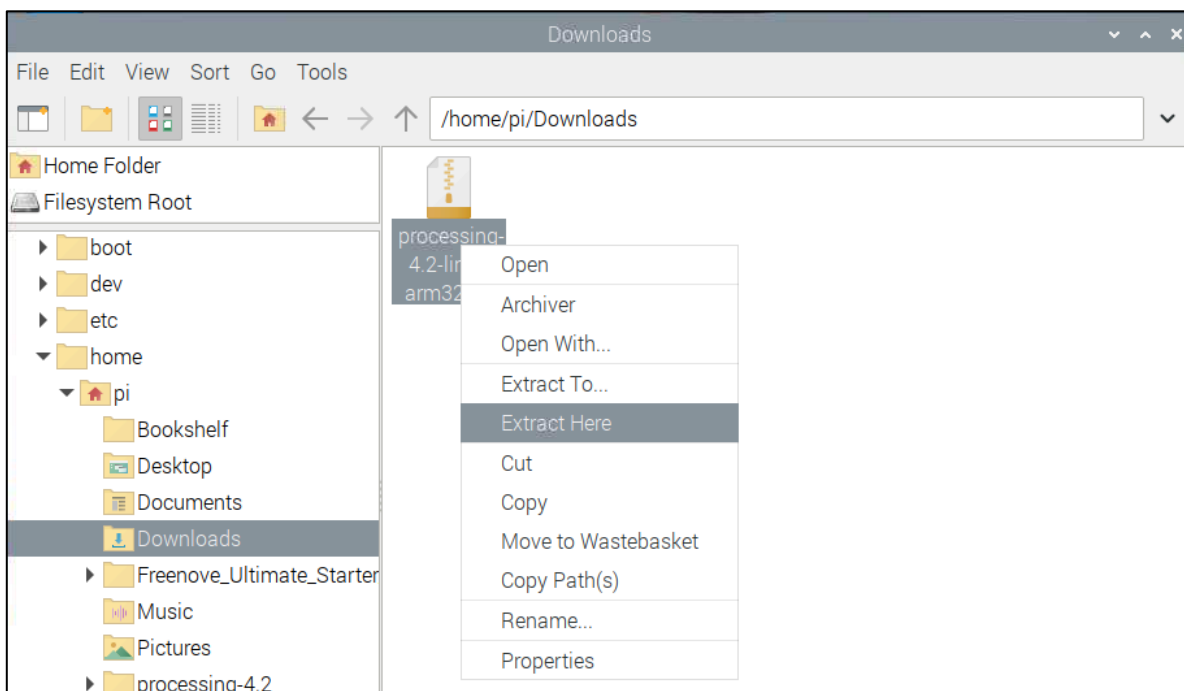 Downloads
File Edit View Sort Go Tools
/home/pi/Downloads
Home Folder
Filesystem Root
boot
dev
etc
home
pi
Bookshelf
Desktop
Documents
Downloads
Freenove_Ultimate_Starter
Music
Pictures
processing-4.2
processing-
4.2-lin
arm32
Open
Archiver
Open With...
Extract To...
Extract Here
Cut
Copy
Move to Wastebasket
Copy Path(s)
Rename...
Properties